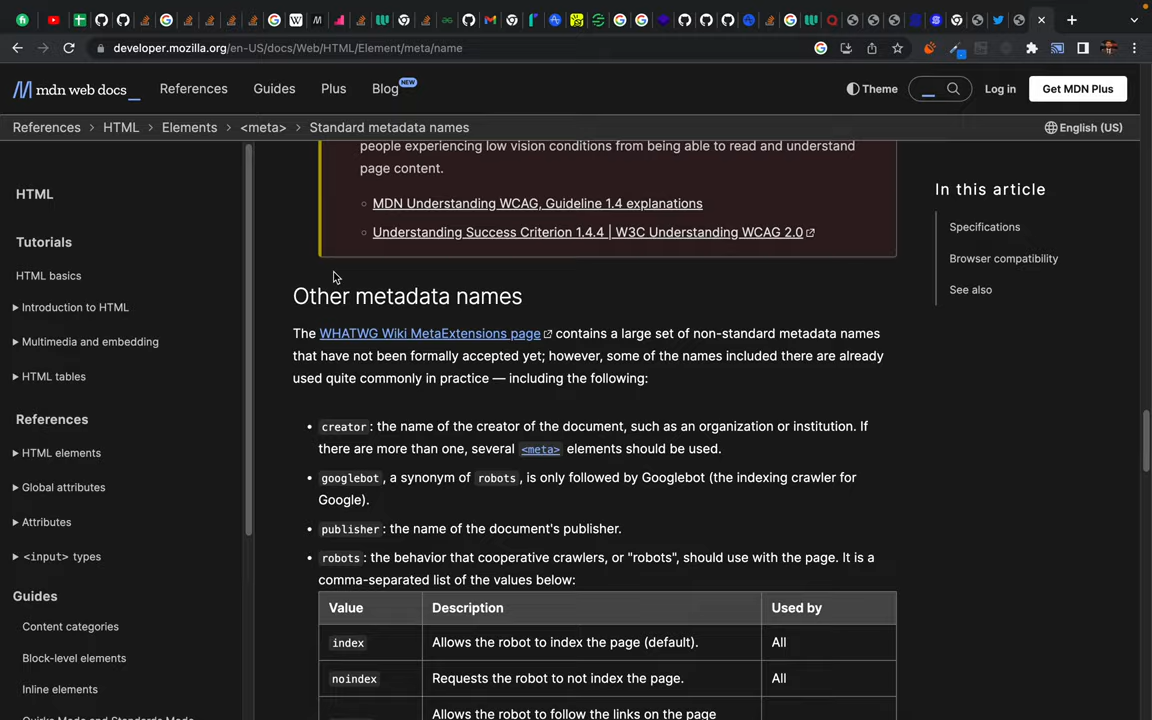 developer.mozilla.org/en-US/docs/Web/HTML/Element/meta/name
mdn web docs_ References Guides Plus Blog NEW Theme Log in Get MDN Plus
References > HTML > Elements > <meta> > Standard metadata names English (US)
HTML
Tutorials
HTML basics
Introduction to HTML
Multimedia and embedding
HTML tables
References
HTML elements
Global attributes
Attributes
<input> types
Guides
Content categories
Block-level elements
Inline elements
Quirks Mode and Standards Mode
people experiencing low vision conditions from being able to read and understand
page content.
MDN Understanding WCAG, Guideline 1.4 explanations
Understanding Success Criterion 1.4.4 | W3C Understanding WCAG 2.0
Other metadata names
The WHATWG Wiki MetaExtensions page contains a large set of non-standard metadata names
that have not been formally accepted yet; however, some of the names included there are already
used quite commonly in practice — including the following:
• creator: the name of the creator of the document, such as an organization or institution. If
there are more than one, several <meta> elements should be used.
• googlebot, a synonym of robots, is only followed by Googlebot (the indexing crawler for
Google).
• publisher: the name of the document's publisher.
• robots: the behavior that cooperative crawlers, or "robots", should use with the page. It is a
comma-separated list of the values below:
Value Description Used by
index Allows the robot to index the page (default). All
noindex Requests the robot to not index the page. All
Allows the robot to follow the links on the page
In this article
Specifications
Browser compatibility
See also